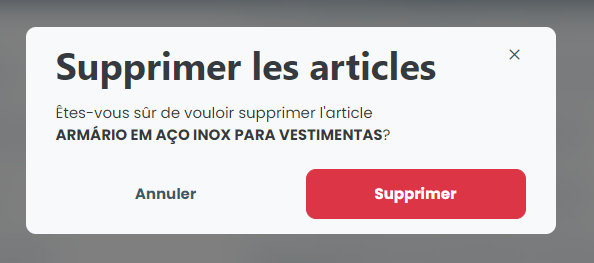 Supprimer les articles
Êtes-vous sûr de vouloir supprimer l'article
ARMÁRIO EM AÇO INOX PARA VESTIMENTAS?
Annuler
Supprimer